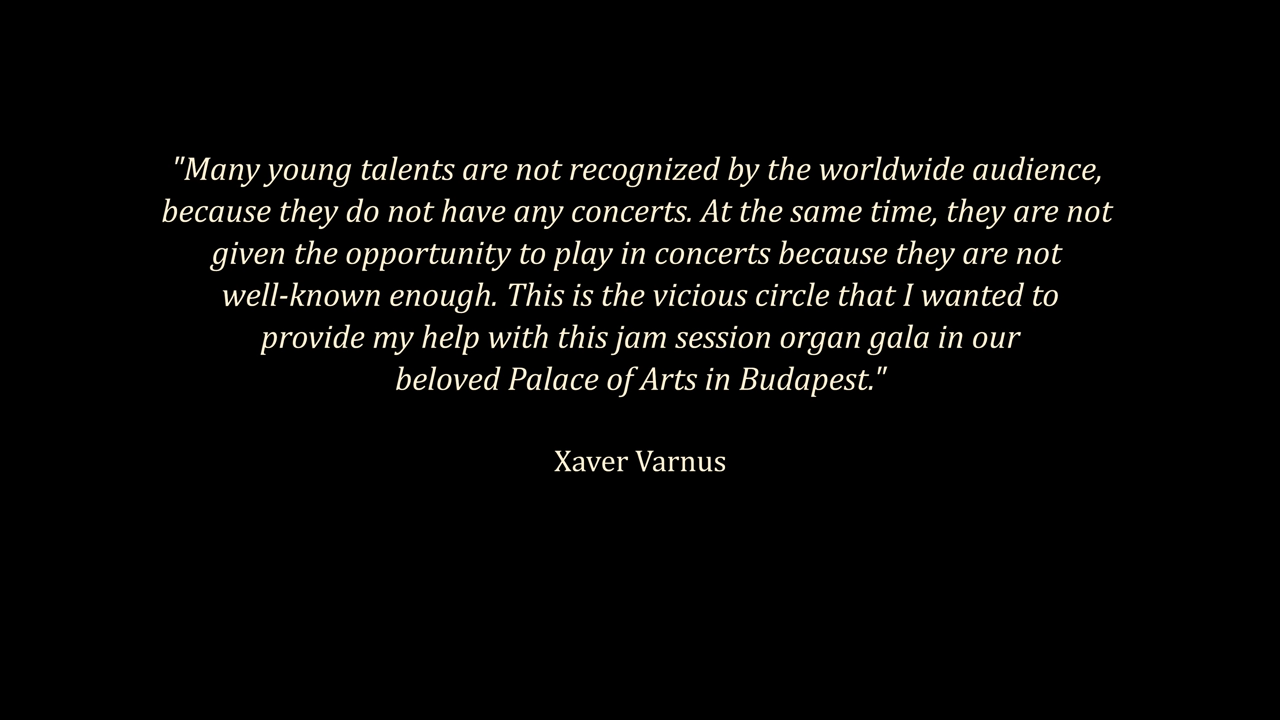 "Many young talents are not recognized by the worldwide audience,
because they do not have any concerts. At the same time, they are not
given the opportunity to play in concerts because they are not
well-known enough. This is the vicious circle that I wanted to
provide my help with this jam session organ gala in our
beloved Palace of Arts in Budapest."
Xaver Varnus